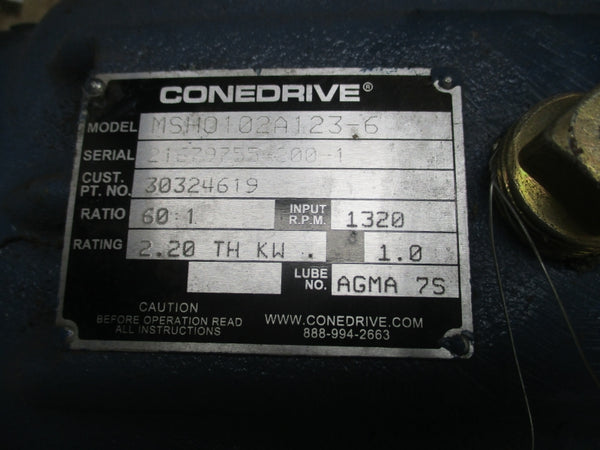 CONEDRIVE®
MODEL MSHO102A123-6
SERIAL
CUST. PT. NO. 30324619
RATIO 60:1 INPUT R.P.M. 1320
RATING 2.20 TH KW . 1.0
LUBE NO. AGMA 7S
CAUTION
BEFORE OPERATION READ
ALL INSTRUCTIONS
WWW.CONEDRIVE.COM
888-994-2663